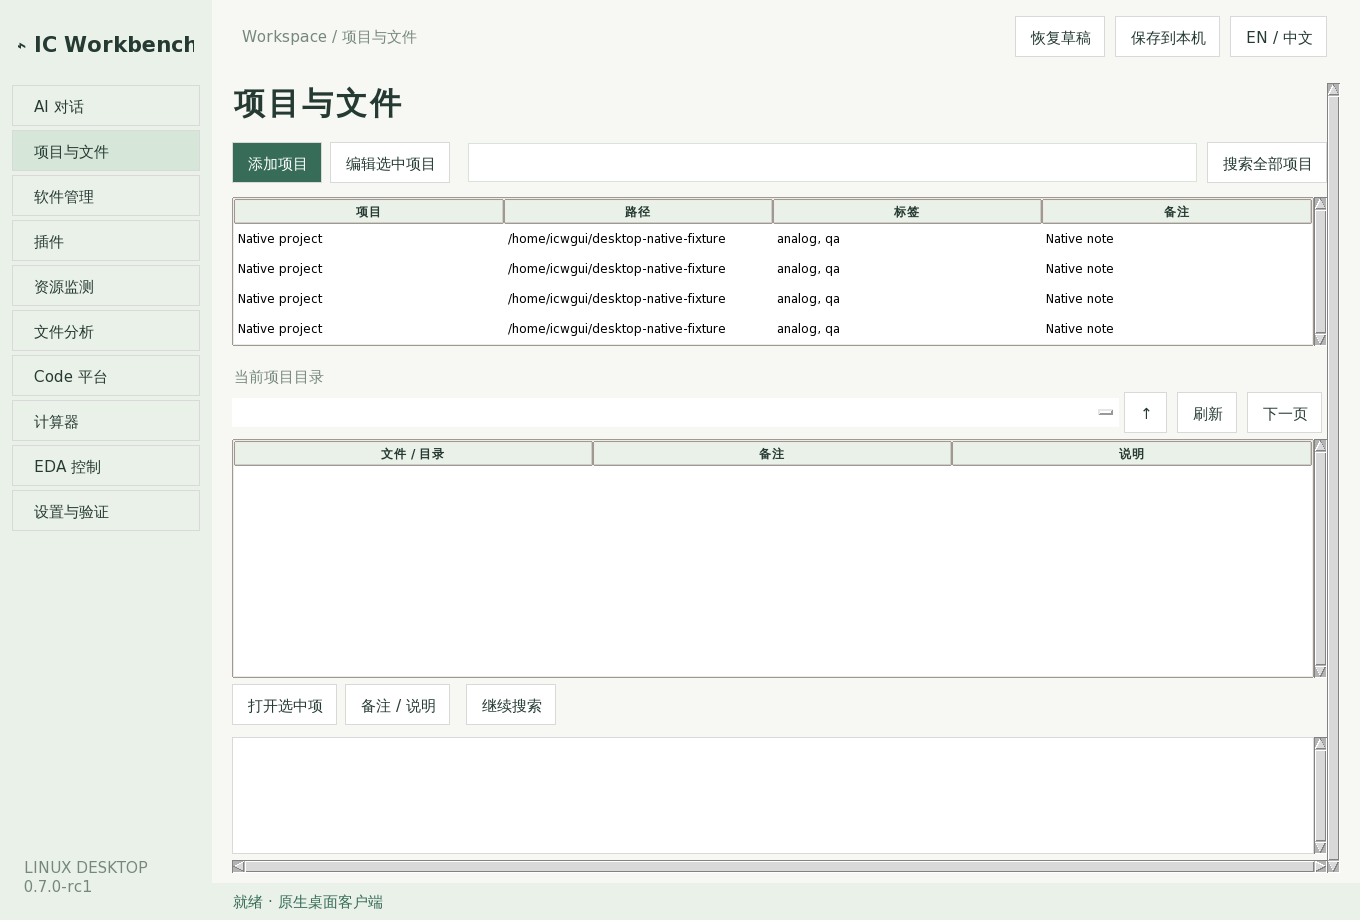 IC Workbench
AI 对话
项目与文件
软件管理
插件
资源监测
文件分析
Code 平台
计算器
EDA 控制
设置与验证
LINUX DESKTOP
0.7.0-rc1
Workspace / 项目与文件
恢复草稿 保存到本机 EN / 中文
项目与文件
添加项目 编辑选中项目 搜索全部项目
项目 路径 标签 备注
Native project /home/icwgui/desktop-native-fixture analog, qa Native note
Native project /home/icwgui/desktop-native-fixture analog, qa Native note
Native project /home/icwgui/desktop-native-fixture analog, qa Native note
Native project /home/icwgui/desktop-native-fixture analog, qa Native note
当前项目目录
↑ 刷新 下一页
文件 / 目录 备注 说明
打开选中项 备注 / 说明 继续搜索
就绪 · 原生桌面客户端